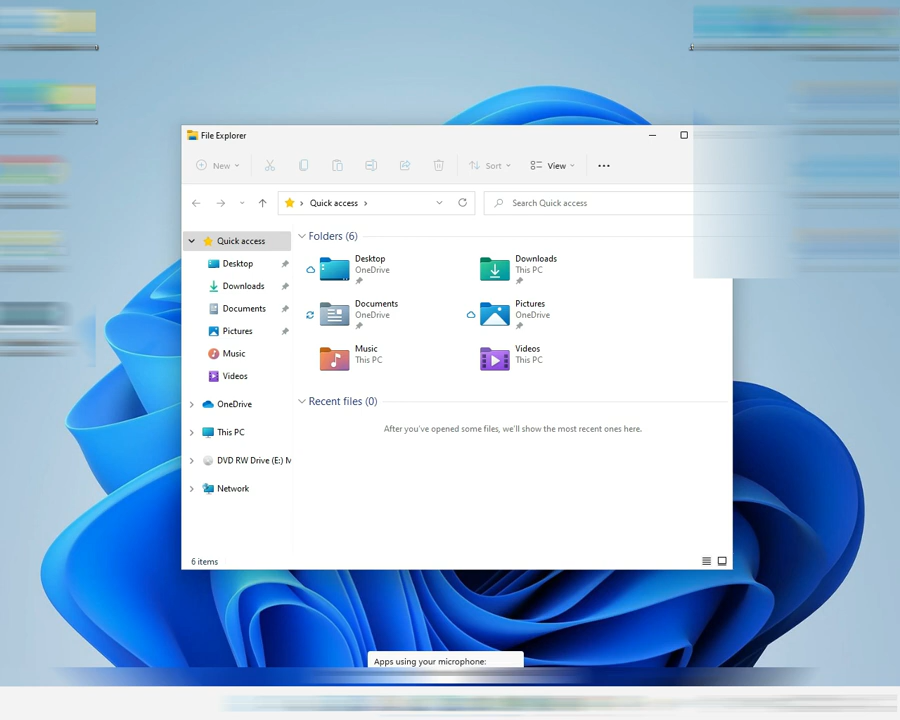 File Explorer
New
Sort
View
Quick access
Search Quick access
Quick access
Desktop
Downloads
Documents
Pictures
Music
Videos
OneDrive
This PC
DVD RW Drive (E:) M
Network
Folders (6)
Desktop
OneDrive
Downloads
This PC
Documents
OneDrive
Pictures
OneDrive
Music
This PC
Videos
This PC
Recent files (0)
After you've opened some files, we'll show the most recent ones here.
6 items
Apps using your microphone: